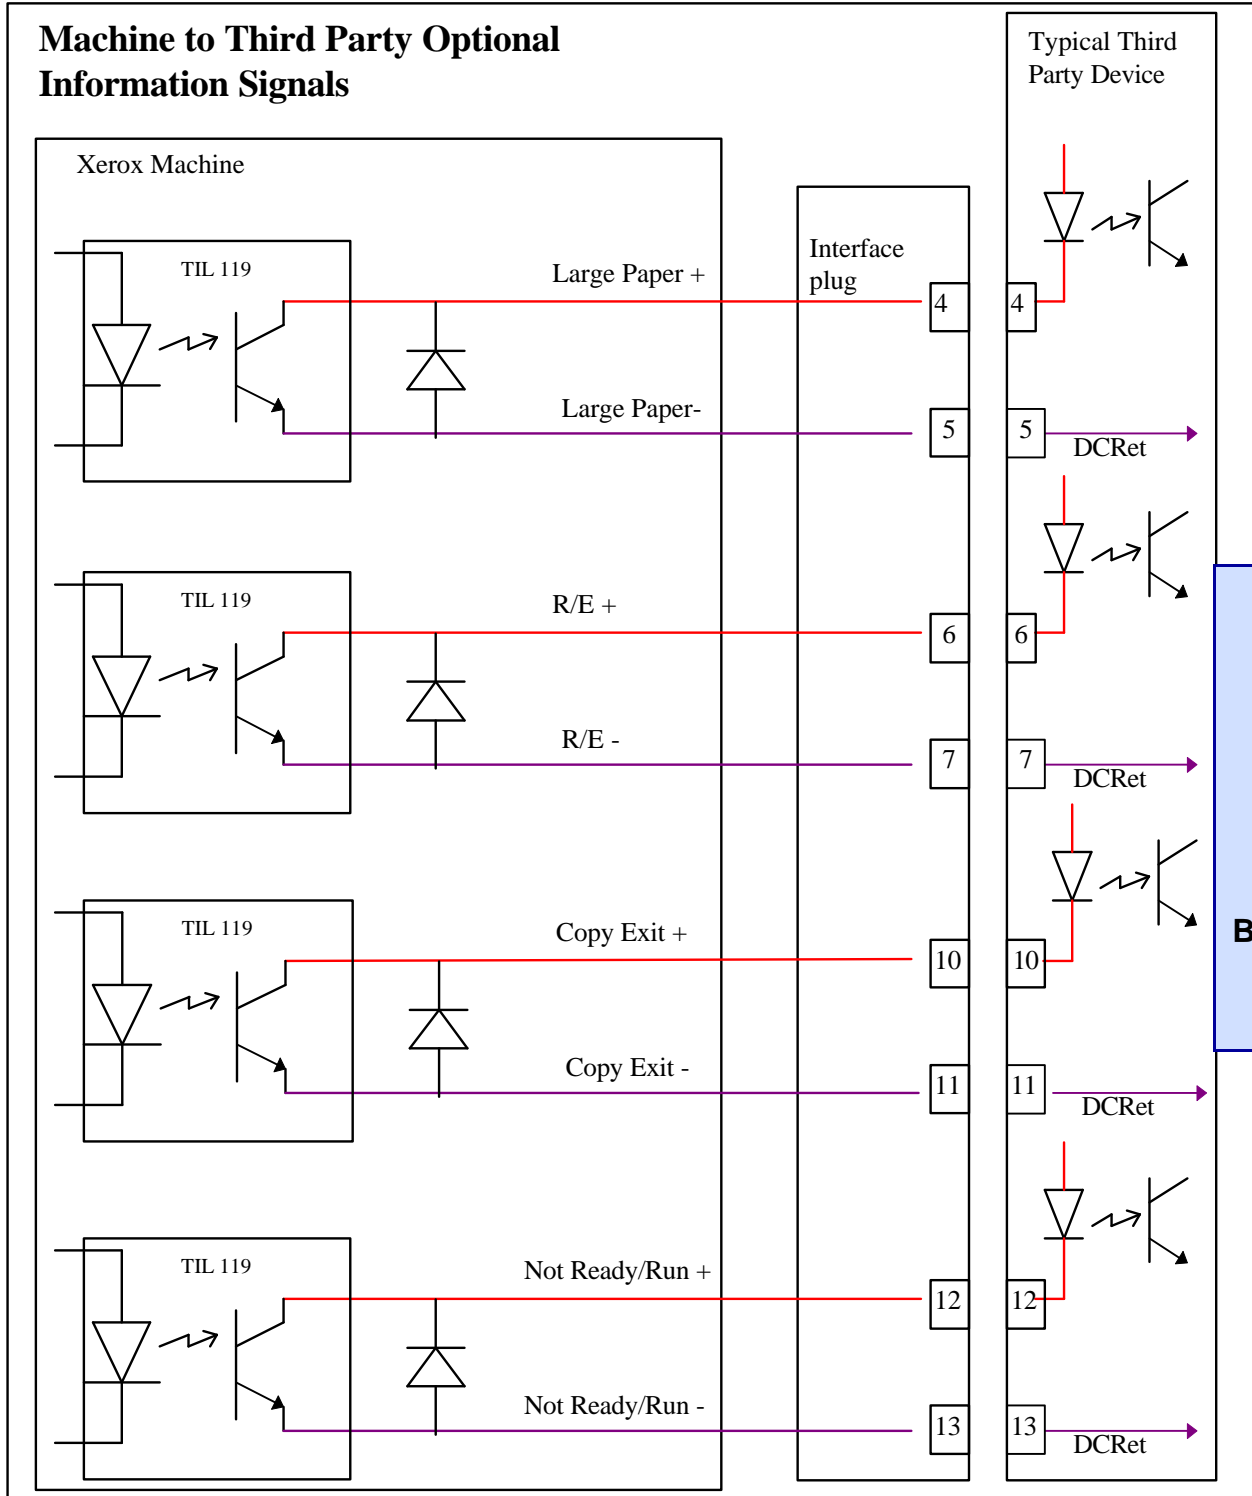 Machine to Third Party Optional
Information Signals
Typical Third
Party Device
Xerox Machine
Interface
plug
TIL 119
Large Paper +
4
4
Large Paper-
5
5
DCRet
TIL 119
R/E +
6
6
R/E -
7
7
DCRet
TIL 119
Copy Exit +
10
10
B
Copy Exit -
11
11
DCRet
TIL 119
Not Ready/Run +
12
12
Not Ready/Run -
13
13
DCRet